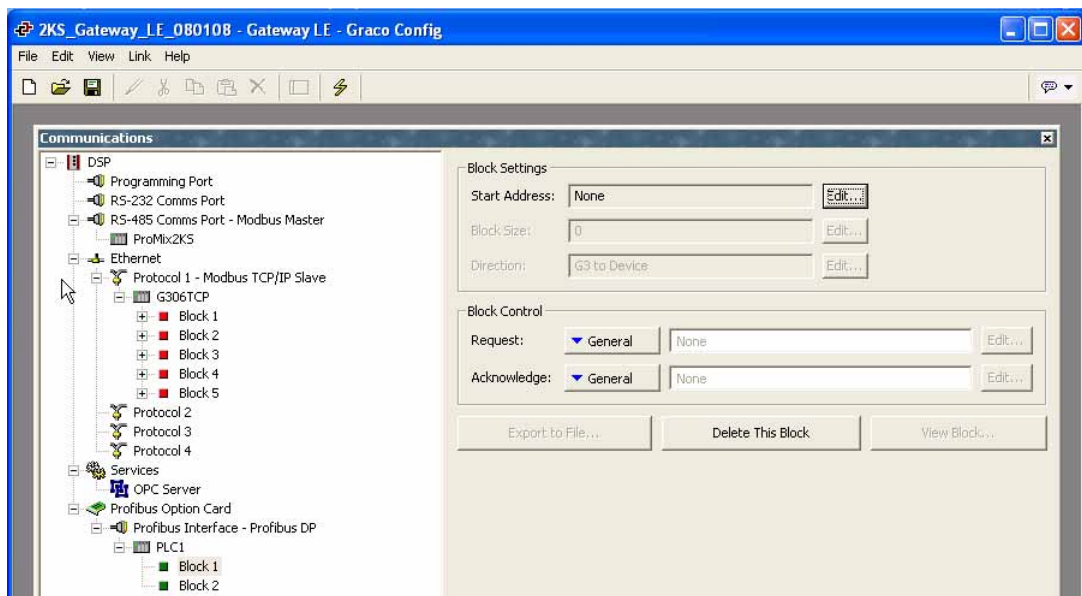 2KS_Gateway_LE_080108 - Gateway LE - Graco Config
File Edit View Link Help
Communications
DSP
Programming Port
RS-232 Comms Port
RS-485 Comms Port - Modbus Master
ProMix2KS
Ethernet
Protocol 1 - Modbus TCP/IP Slave
G306TCP
Block 1
Block 2
Block 3
Block 4
Block 5
Protocol 2
Protocol 3
Protocol 4
Services
OPC Server
Profibus Option Card
Profibus Interface - Profibus DP
PLC1
Block 1
Block 2
Block Settings
Start Address: None Edit...
Block Size: 0 Edit...
Direction: G3 to Device Edit...
Block Control
Request: General None Edit...
Acknowledge: General None Edit...
Export to File... Delete This Block View Block...